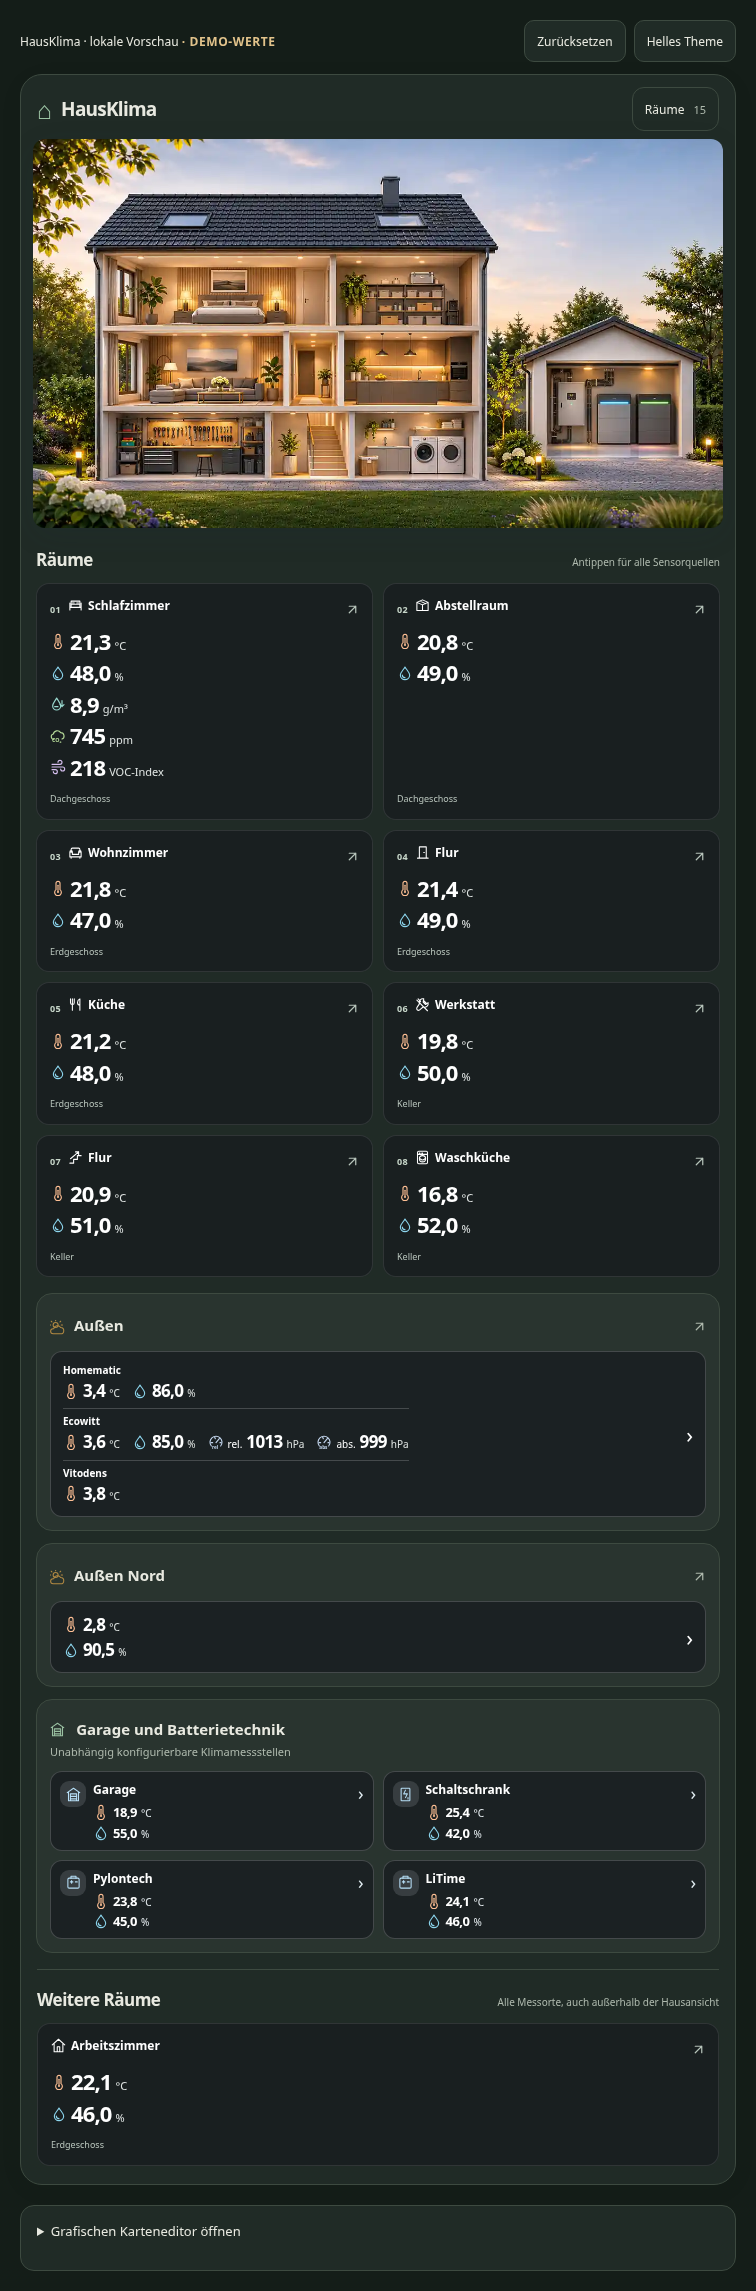 HausKlima · lokale Vorschau · DEMO-WERTE
Zurücksetzen
Helles Theme
HausKlima
Räume 15
Räume
Antippen für alle Sensorquellen
01 Schlafzimmer
21,3 °C
48,0 %
8,9 g/m³
745 ppm
218 VOC-Index
Dachgeschoss
02 Abstellraum
20,8 °C
49,0 %
Dachgeschoss
03 Wohnzimmer
21,8 °C
47,0 %
Erdgeschoss
04 Flur
21,4 °C
49,0 %
Erdgeschoss
05 Küche
21,2 °C
48,0 %
Erdgeschoss
06 Werkstatt
19,8 °C
50,0 %
Keller
07 Flur
20,9 °C
51,0 %
Keller
08 Waschküche
16,8 °C
52,0 %
Keller
Außen
Homematic
3,4 °C 86,0 %
Ecowitt
3,6 °C 85,0 % rel. 1013 hPa abs. 999 hPa
Vitodens
3,8 °C
Außen Nord
2,8 °C
90,5 %
Garage und Batterietechnik
Unabhängig konfigurierbare Klimamessstellen
Garage
18,9 °C
55,0 %
Schaltschrank
25,4 °C
42,0 %
Pylontech
23,8 °C
45,0 %
LiTime
24,1 °C
46,0 %
Weitere Räume
Alle Messorte, auch außerhalb der Hausansicht
Arbeitszimmer
22,1 °C
46,0 %
Erdgeschoss
Grafischen Karteneditor öffnen